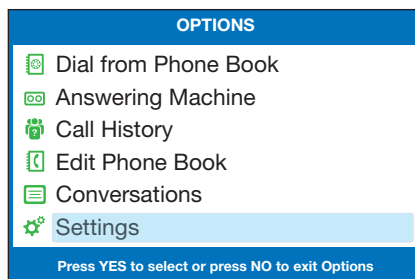 OPTIONS
Dial from Phone Book
Answering Machine
Call History
Edit Phone Book
Conversations
Settings
Press YES to select or press NO to exit Options